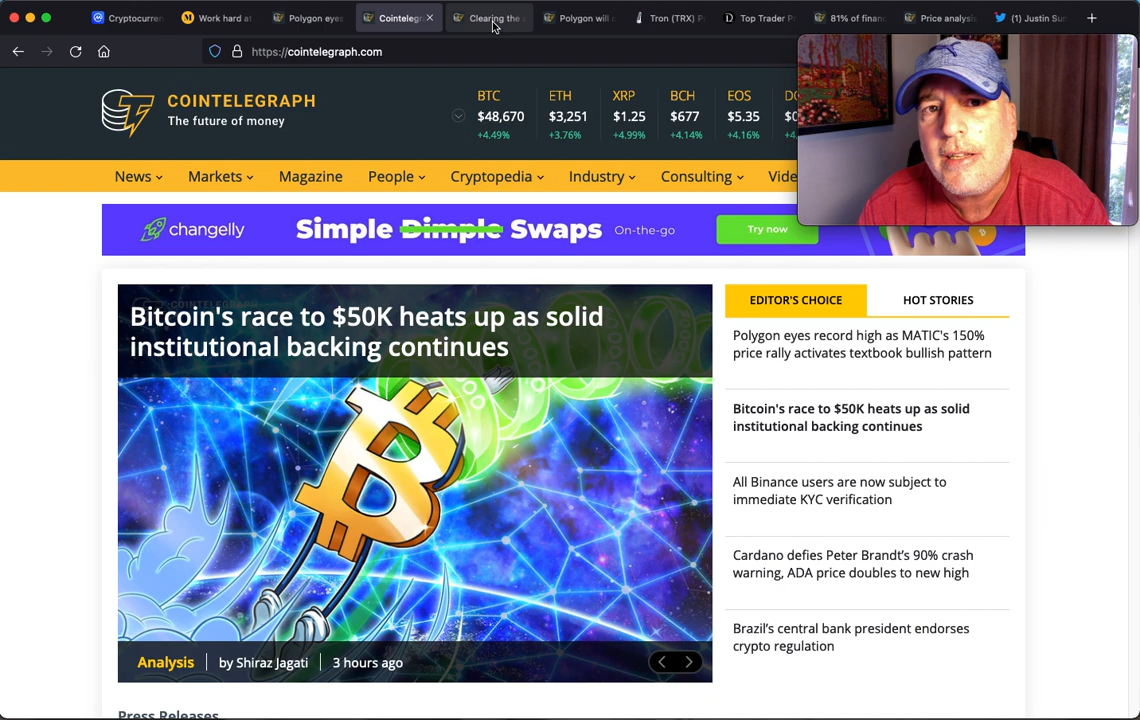 Cryptocurren
Work hard at
Polygon eyes
Cointelegr
Clearing the
Polygon will
Tron (TRX) P
Top Trader P
81% of financ
Price analysis
(1) Justin Sun
https://cointelegraph.com
COINTELEGRAPH
The future of money
BTC
$48,670
+4.49%
ETH
$3,251
+3.76%
XRP
$1.25
+4.99%
BCH
$677
+4.14%
EOS
$5.35
+4.16%
News
Markets
Magazine
People
Cryptopedia
Industry
Consulting
Vide
changelly
Simple Dimple Swaps
On-the-go
Try now
Bitcoin's race to $50K heats up as solid
institutional backing continues
Analysis
by Shiraz Jagati
3 hours ago
EDITOR'S CHOICE
HOT STORIES
Polygon eyes record high as MATIC's 150%
price rally activates textbook bullish pattern
Bitcoin's race to $50K heats up as solid
institutional backing continues
All Binance users are now subject to
immediate KYC verification
Cardano defies Peter Brandt's 90% crash
warning, ADA price doubles to new high
Brazil's central bank president endorses
crypto regulation
Press Releases